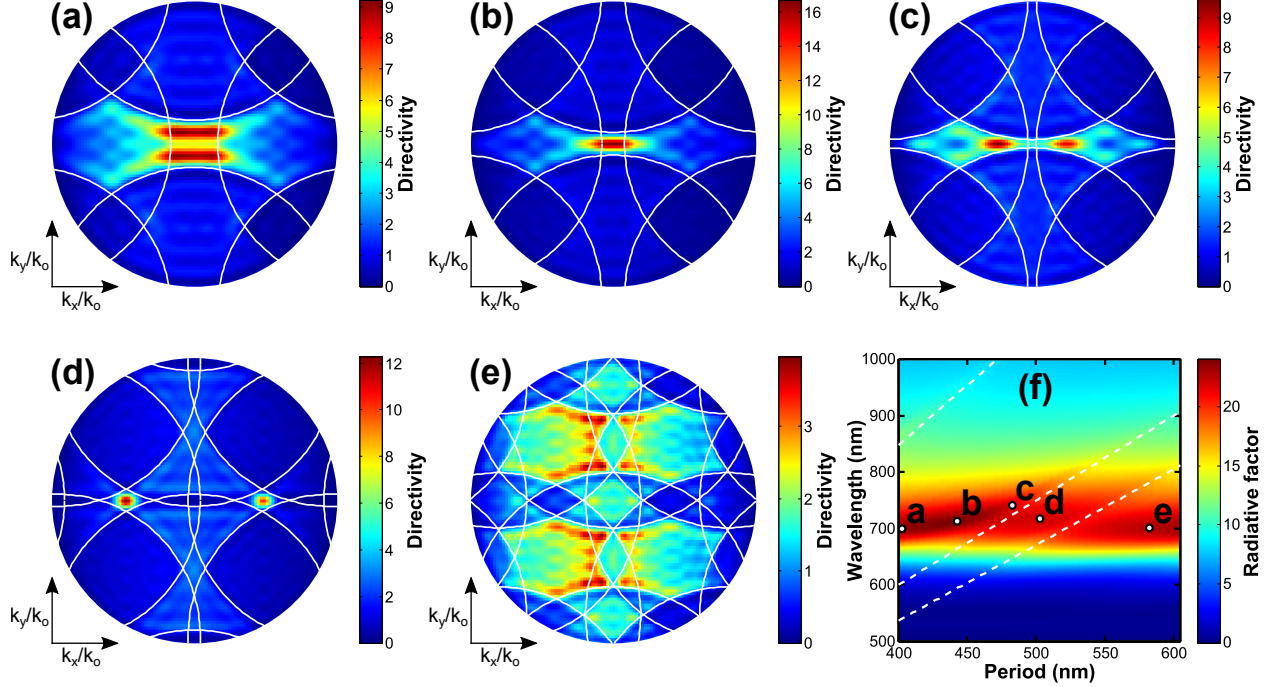 (a)
9
8
7
6
5
4
3
2
1
0
Directivity
k_y/k_o
k_x/k_o
(b)
16
14
12
10
8
6
4
2
0
Directivity
k_y/k_o
k_x/k_o
(c)
9
8
7
6
5
4
3
2
1
0
Directivity
k_y/k_o
k_x/k_o
(d)
12
10
8
6
4
2
0
Directivity
k_y/k_o
k_x/k_o
(e)
3
2
1
0
Directivity
k_y/k_o
k_x/k_o
(f)
1000
900
800
700
600
500
Wavelength (nm)
a b c d e
400 450 500 550 600
Period (nm)
20
15
10
5
0
Radiative factor